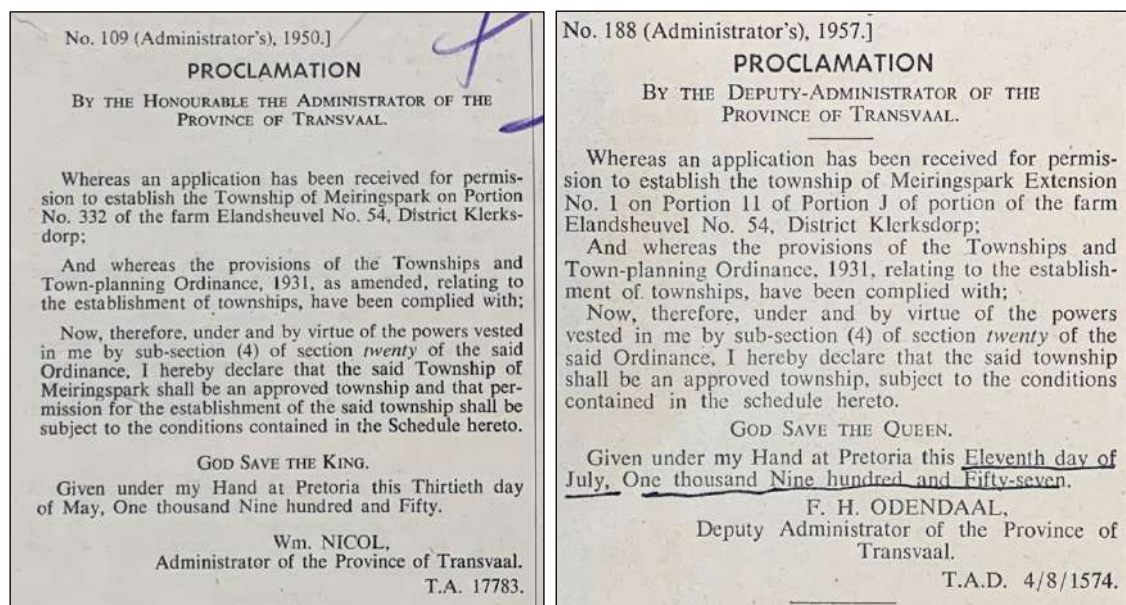 No. 109 (Administrator's), 1950.]
PROCLAMATION
BY THE HONOURABLE THE ADMINISTRATOR OF THE
PROVINCE OF TRANSVAAL.
Whereas an application has been received for permis-
sion to establish the Township of Meiringspark on Portion
No. 332 of the farm Elandsheuvel No. 54, District Klerks-
dorp;
And whereas the provisions of the Townships and
Town-planning Ordinance, 1931, as amended, relating to
the establishment of townships, have been complied with;
Now, therefore, under and by virtue of the powers vested
in me by sub-section (4) of section twenty of the said
Ordinance, I hereby declare that the said Township of
Meiringspark shall be an approved township and that per-
mission for the establishment of the said township shall be
subject to the conditions contained in the Schedule hereto.
GOD SAVE THE KING.
Given under my Hand at Pretoria this Thirtieth day
of May, One thousand Nine hundred and Fifty.
Wm. NICOL,
Administrator of the Province of Transvaal.
T.A. 17783.
No. 188 (Administrator's), 1957.]
PROCLAMATION
BY THE DEPUTY-ADMINISTRATOR OF THE
PROVINCE OF TRANSVAAL.
Whereas an application has been received for permis-
sion to establish the township of Meiringspark Extension
No. 1 on Portion 11 of Portion J of portion of the farm
Elandsheuvel No. 54, District Klerksdorp;
And whereas the provisions of the Townships and
Town-planning Ordinance, 1931, relating to the establish-
ment of townships, have been complied with;
Now, therefore, under and by virtue of the powers
vested in me by sub-section (4) of section twenty of the
said Ordinance, I hereby declare that the said township
shall be an approved township, subject to the conditions
contained in the schedule hereto.
GOD SAVE THE QUEEN.
Given under my Hand at Pretoria this Eleventh day of
July, One thousand Nine hundred and Fifty-seven.
F. H. ODENDAAL,
Deputy Administrator of the Province of
Transvaal.
T.A.D. 4/8/1574.